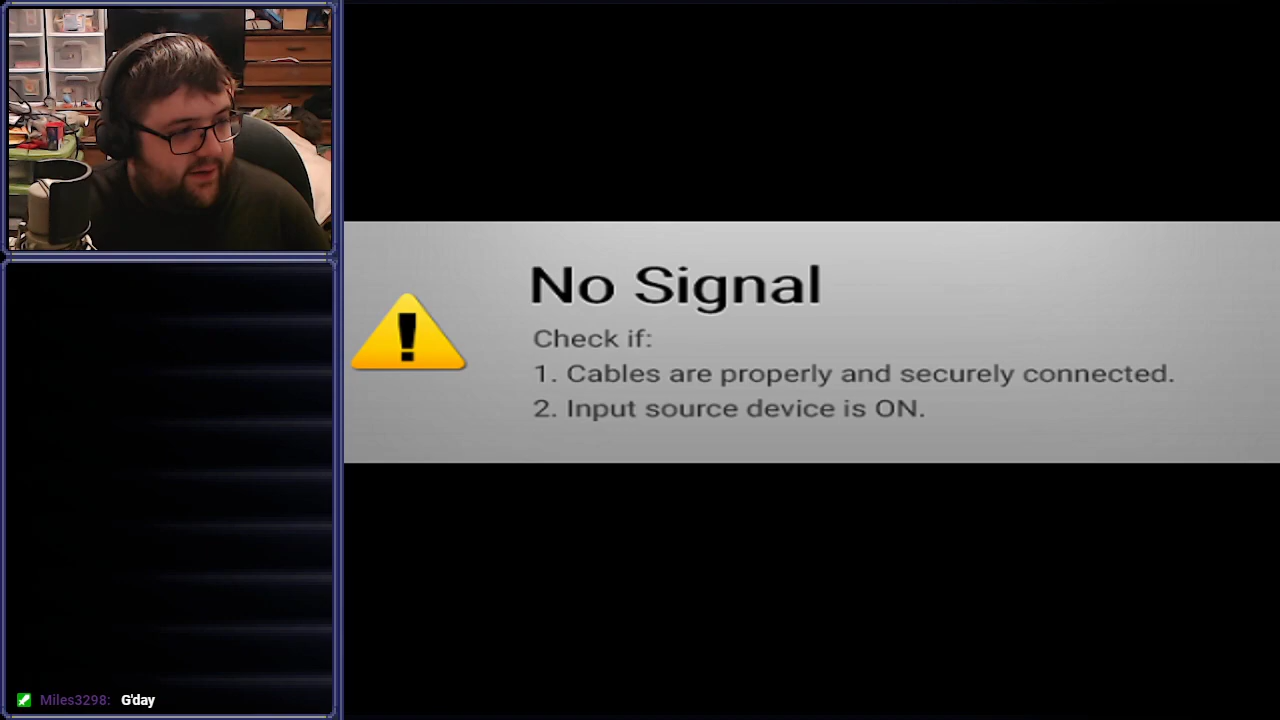 No Signal
Check if:
1. Cables are properly and securely connected.
2. Input source device is ON.
Miles3298: G'day